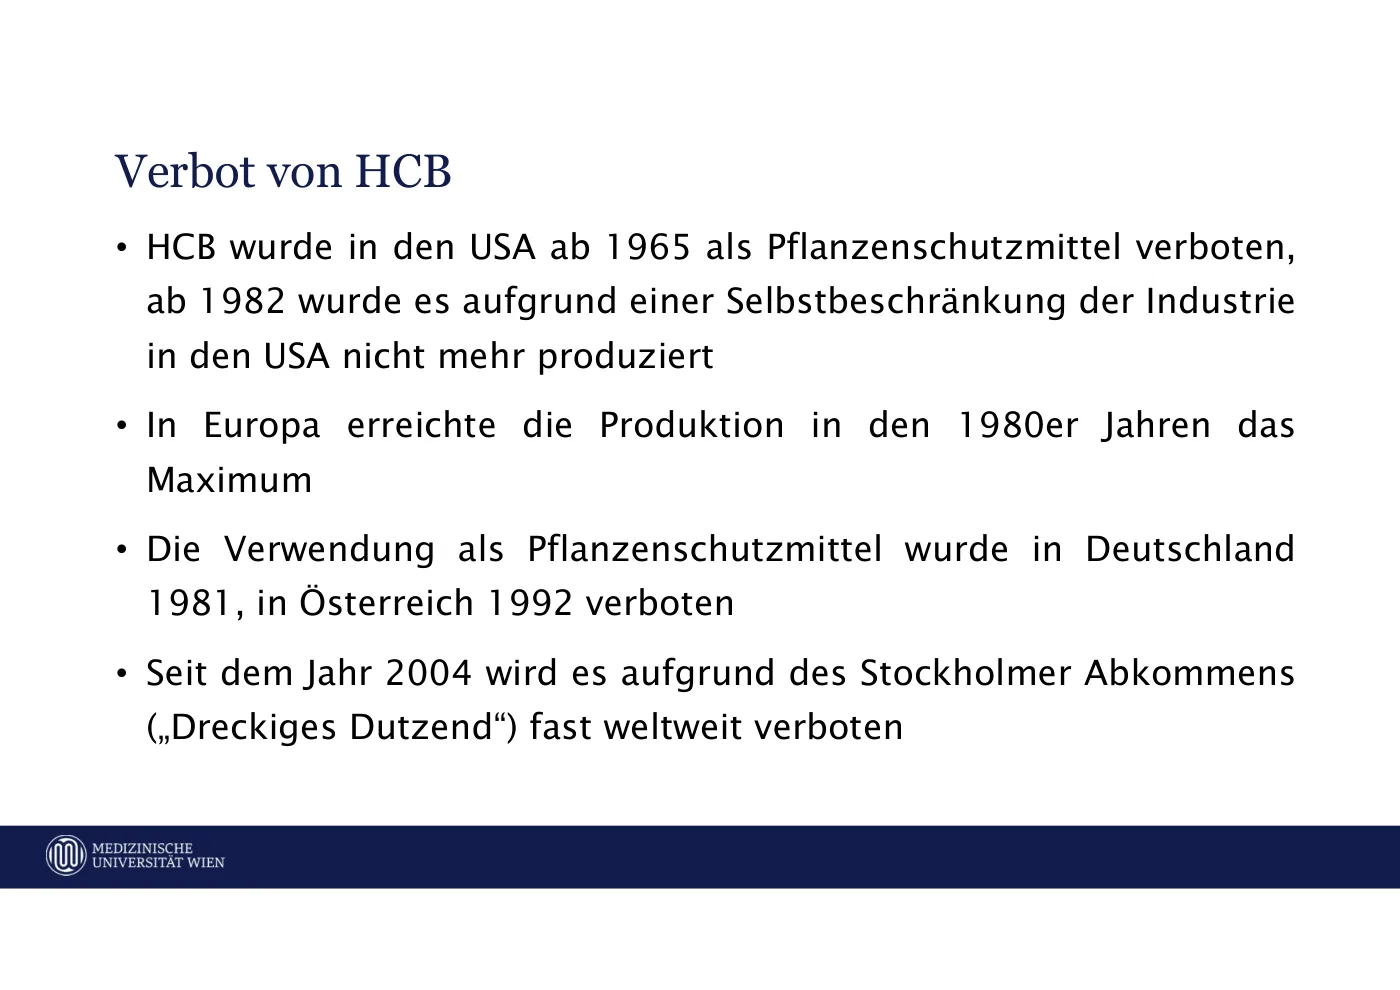 Verbot von HCB
• HCB wurde in den USA ab 1965 als Pflanzenschutzmittel verboten,
ab 1982 wurde es aufgrund einer Selbstbeschränkung der Industrie
in den USA nicht mehr produziert
• In Europa erreichte die Produktion in den 1980er Jahren das
Maximum
• Die Verwendung als Pflanzenschutzmittel wurde in Deutschland
1981, in Österreich 1992 verboten
• Seit dem Jahr 2004 wird es aufgrund des Stockholmer Abkommens
(„Dreckiges Dutzend“) fast weltweit verboten
MEDIZINISCHE
UNIVERSITÄT WIEN